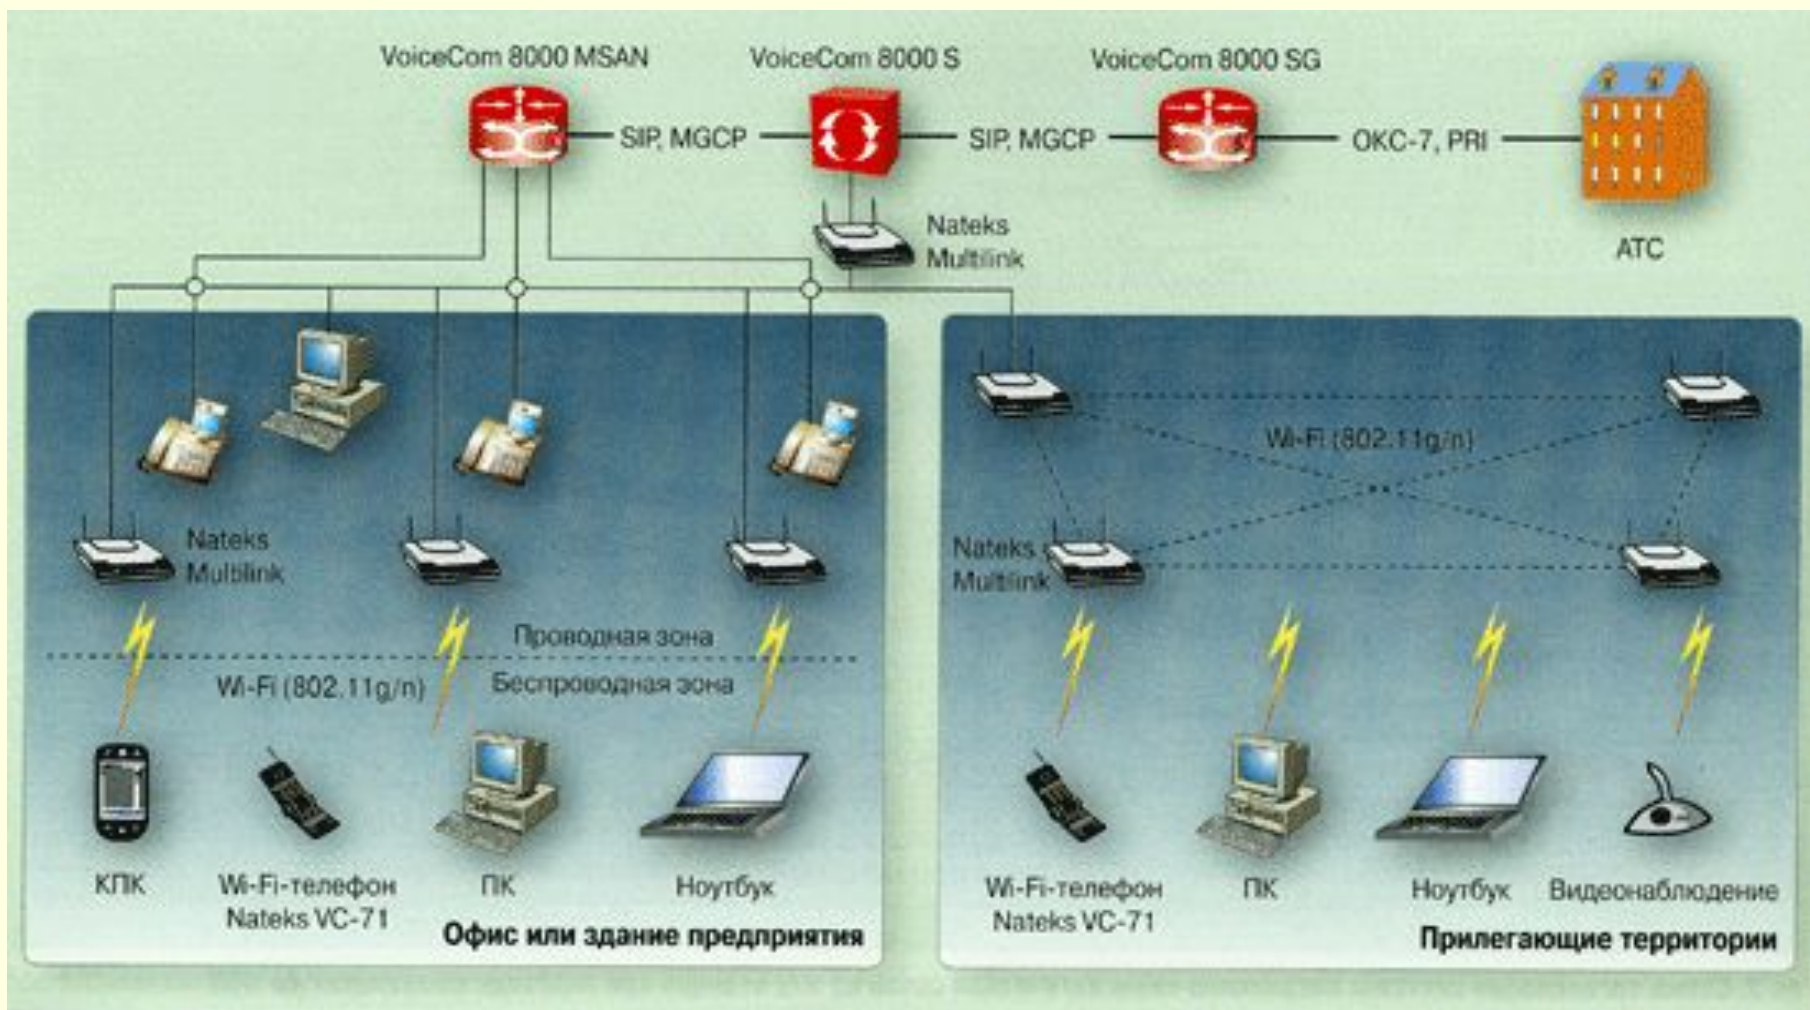 VoiceCom 8000 MSAN
VoiceCom 8000 S
VoiceCom 8000 SG
SIP, MGCP
SIP, MGCP
ОКС-7, PRI
АТС
Nateks
Multilink
Nateks
Multilink
Проводная зона
Wi-Fi (802.11g/n)
Беспроводная зона
КПК
Wi-Fi-телефон
Nateks VC-71
ПК
Ноутбук
Офис или здание предприятия
Wi-Fi (802.11g/n)
Nateks
Multilink
Wi-Fi-телефон
Nateks VC-71
ПК
Ноутбук
Видеонаблюдение
Прилегающие территории